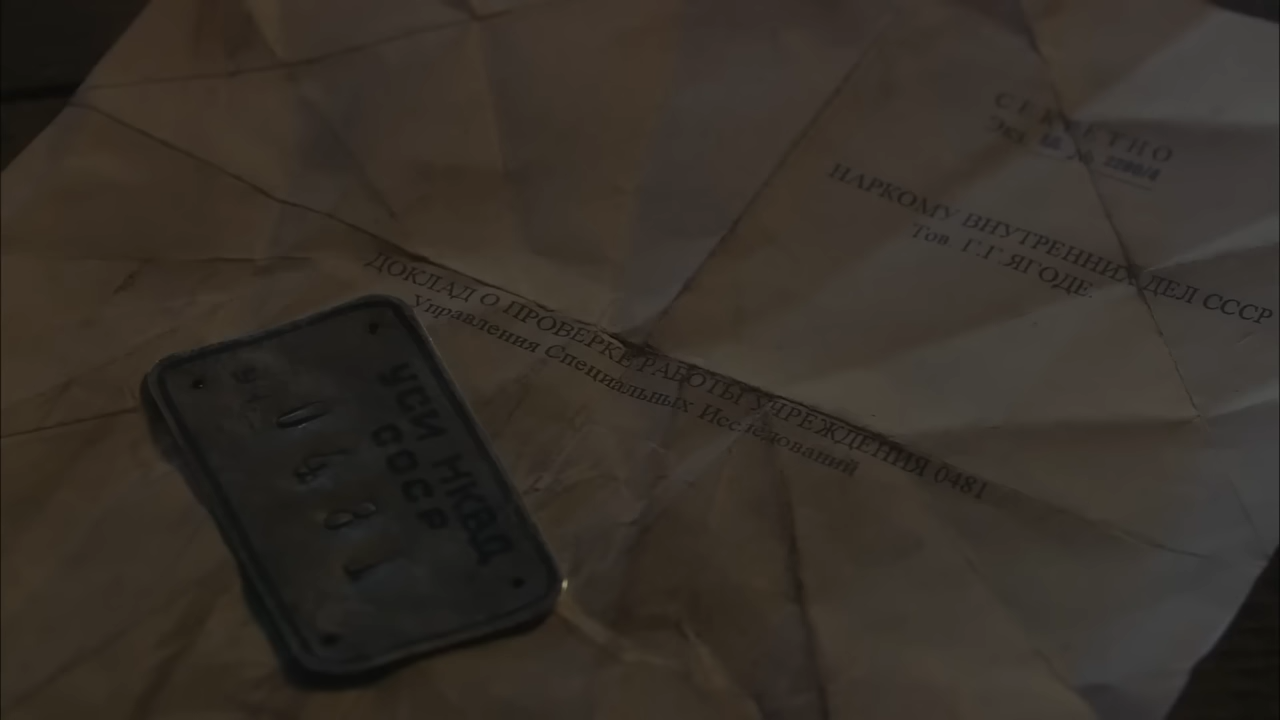 СЕКРЕТНО
Экз.
НАРКОМУ ВНУТРЕННИХ ДЕЛ СССР
Тов. Г.Г.ЯГОДЕ.
ДОКЛАД О ПРОВЕРКЕ РАБОТЫ УЧРЕЖДЕНИЯ 0481
Управления Специальных Исследований
УСИ НКВД
СССР
0481